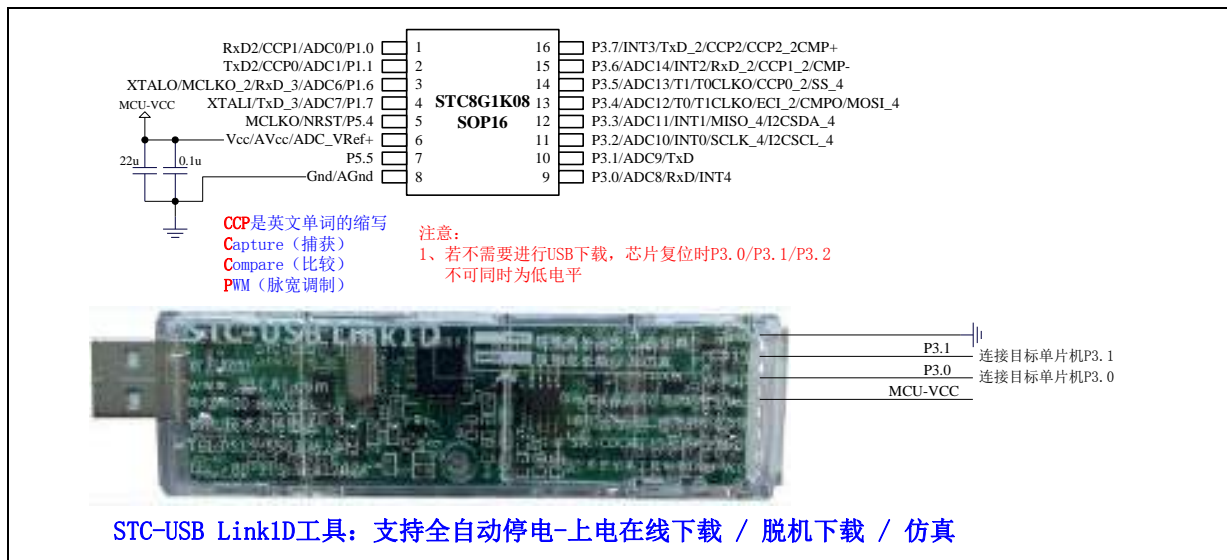 RxD2/CCP1/ADC0/P1.0 1
TxD2/CCP0/ADC1/P1.1 2
XTALO/MCLKO_2/RxD_3/ADC6/P1.6 3
XTALI/TxD_3/ADC7/P1.7 4
MCLKO/NRST/P5.4 5
Vcc/AVcc/ADC_VRef+ 6
P5.5 7
Gnd/AGnd 8
MCU-VCC
22u 0.1u
STC8G1K08
SOP16
16 P3.7/INT3/TxD_2/CCP2/CCP2_2CMP+
15 P3.6/ADC14/INT2/RxD_2/CCP1_2/CMP-
14 P3.5/ADC13/T1/T0CLKO/CCP0_2/SS_4
13 P3.4/ADC12/T0/T1CLKO/ECI_2/CMPO/MOSI_4
12 P3.3/ADC11/INT1/MISO_4/I2CSDA_4
11 P3.2/ADC10/INT0/SCLK_4/I2CSCL_4
10 P3.1/ADC9/TxD
9 P3.0/ADC8/RxD/INT4
CCP是英文单词的缩写
Capture（捕获）
Compare（比较）
PWM（脉宽调制）
注意：
1、若不需要进行USB下载，芯片复位时P3.0/P3.1/P3.2
不可同时为低电平
STC-USB Link1D
P3.1 连接目标单片机P3.1
P3.0 连接目标单片机P3.0
MCU-VCC
STC-USB Link1D工具：支持全自动停电-上电在线下载 / 脱机下载 / 仿真